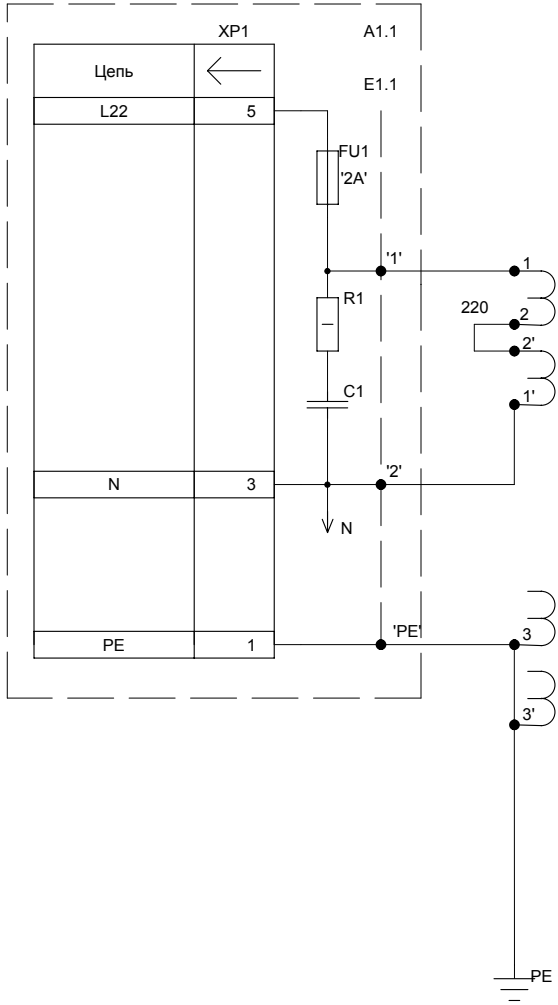 XP1
A1.1
Цепь
E1.1
L22 5
FU1
'2A'
'1' 1
R1
220 2
2'
C1
1'
N 3 '2'
N
PE 1 'PE' 3
3'
PE